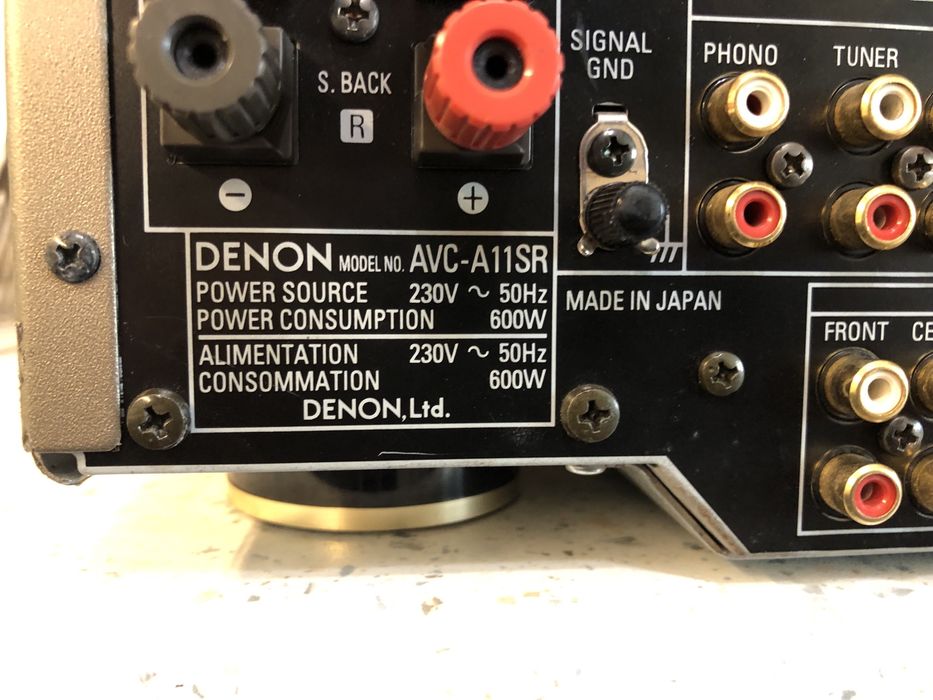 S. BACK
R
−
+
SIGNAL
GND
PHONO
TUNER
DENON MODEL NO. AVC-A11SR
POWER SOURCE 230V ~ 50Hz
POWER CONSUMPTION 600W
ALIMENTATION 230V ~ 50Hz
CONSOMMATION 600W
DENON, Ltd.
MADE IN JAPAN
FRONT